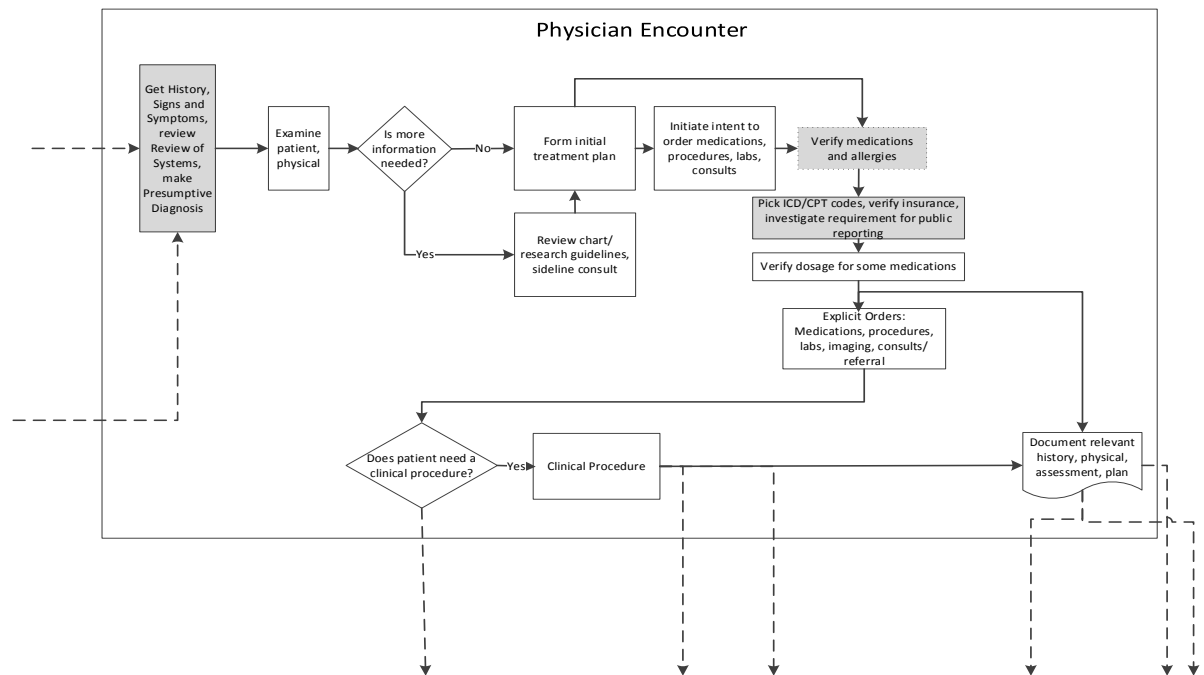 Physician Encounter
Get History,
Signs and
Symptoms,
review
Review of
Systems,
make
Presumptive
Diagnosis
Examine
patient,
physical
Is more
information
needed?
No
Form initial
treatment plan
Initiate intent to
order medications,
procedures, labs,
consults
Verify medications
and allergies
Yes
Review chart/
research guidelines,
sideline consult
Pick ICD/CPT codes, verify insurance,
investigate requirement for public
reporting
Verify dosage for some medications
Explicit Orders:
Medications, procedures,
labs, imaging, consults/
referral
Does patient need a
clinical procedure?
Yes
Clinical Procedure
Document relevant
history, physical,
assessment, plan